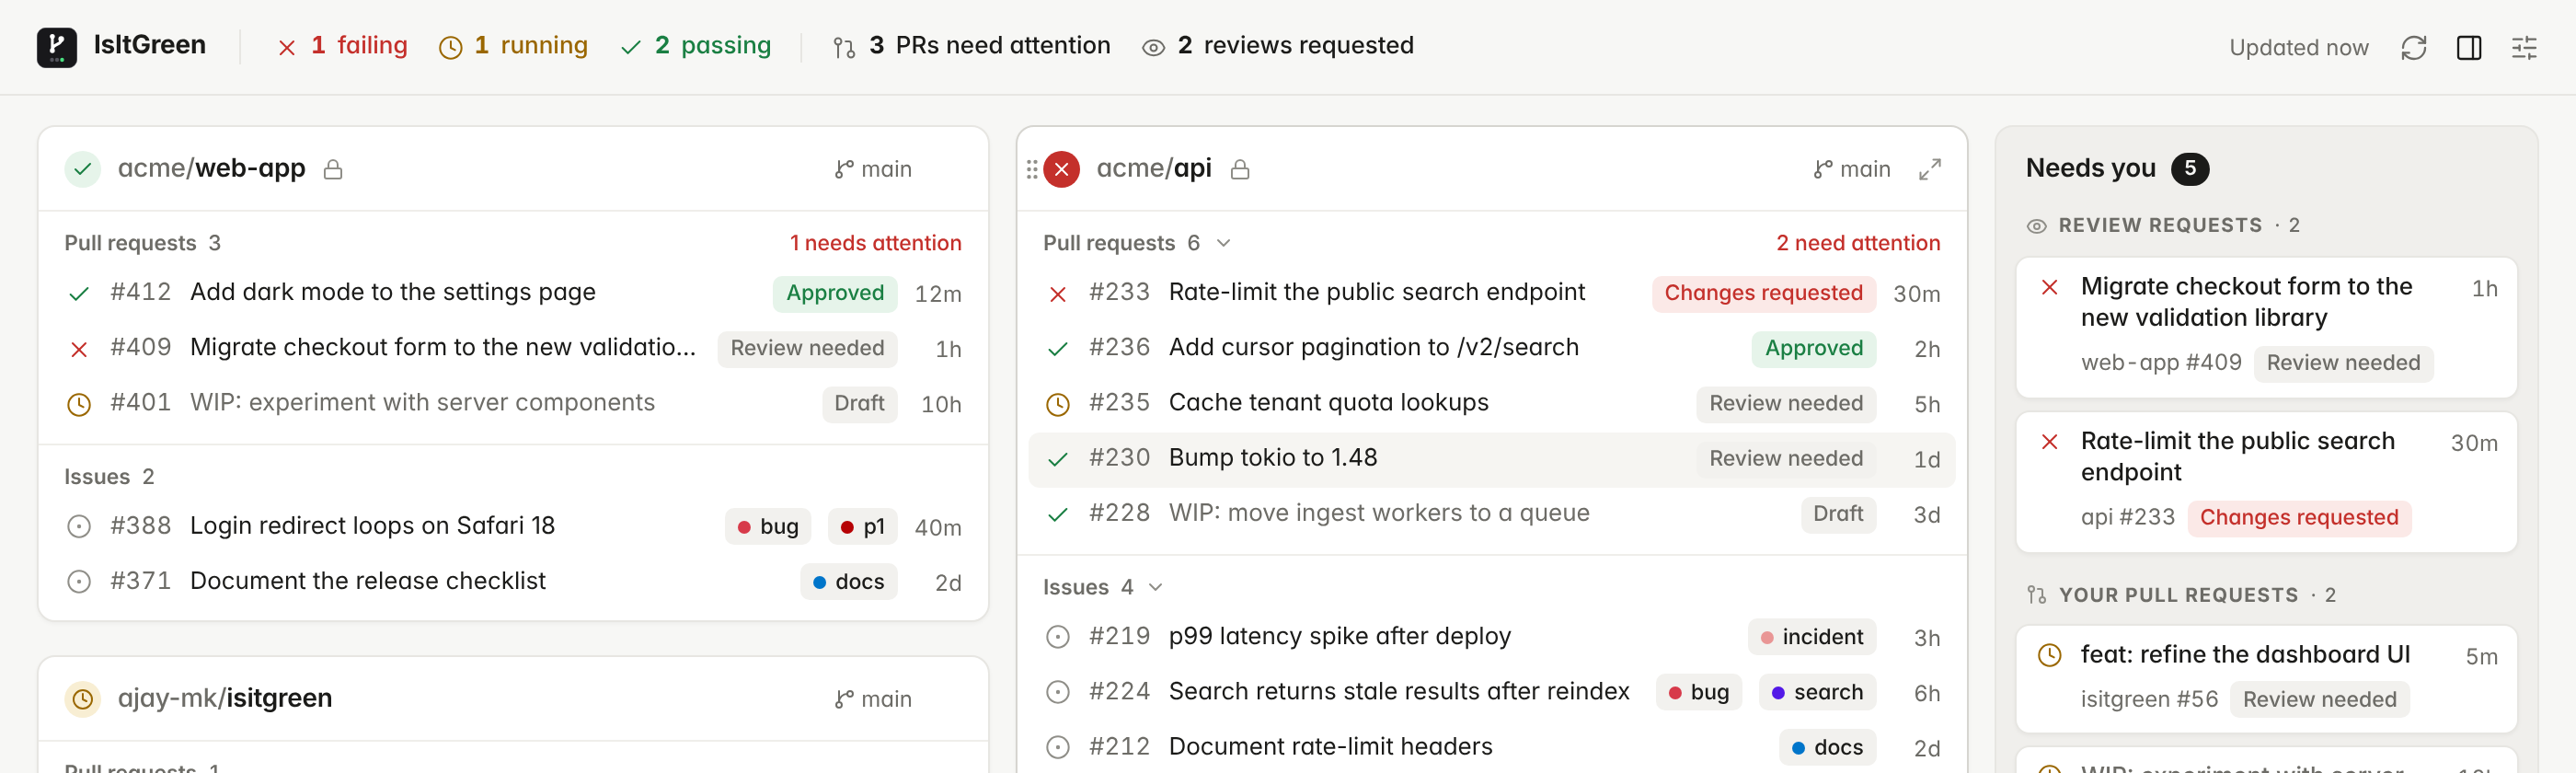 IsItGreen
1 failing
1 running
2 passing
3 PRs need attention
2 reviews requested
Updated now
acme/web-app
main
Pull requests 3
1 needs attention
#412 Add dark mode to the settings page Approved 12m
#409 Migrate checkout form to the new validatio... Review needed 1h
#401 WIP: experiment with server components Draft 10h
Issues 2
#388 Login redirect loops on Safari 18 bug p1 40m
#371 Document the release checklist docs 2d
ajay-mk/isitgreen
main
Pull requests 1
acme/api
main
Pull requests 6
2 need attention
#233 Rate-limit the public search endpoint Changes requested 30m
#236 Add cursor pagination to /v2/search Approved 2h
#235 Cache tenant quota lookups Review needed 5h
#230 Bump tokio to 1.48 Review needed 1d
#228 WIP: move ingest workers to a queue Draft 3d
Issues 4
#219 p99 latency spike after deploy incident 3h
#224 Search returns stale results after reindex bug search 6h
#212 Document rate-limit headers docs 2d
Needs you 5
REVIEW REQUESTS · 2
Migrate checkout form to the 1h
new validation library
web-app #409 Review needed
Rate-limit the public search 30m
endpoint
api #233 Changes requested
YOUR PULL REQUESTS · 2
feat: refine the dashboard UI 5m
isitgreen #56 Review needed
WIP: experiment with server 10h